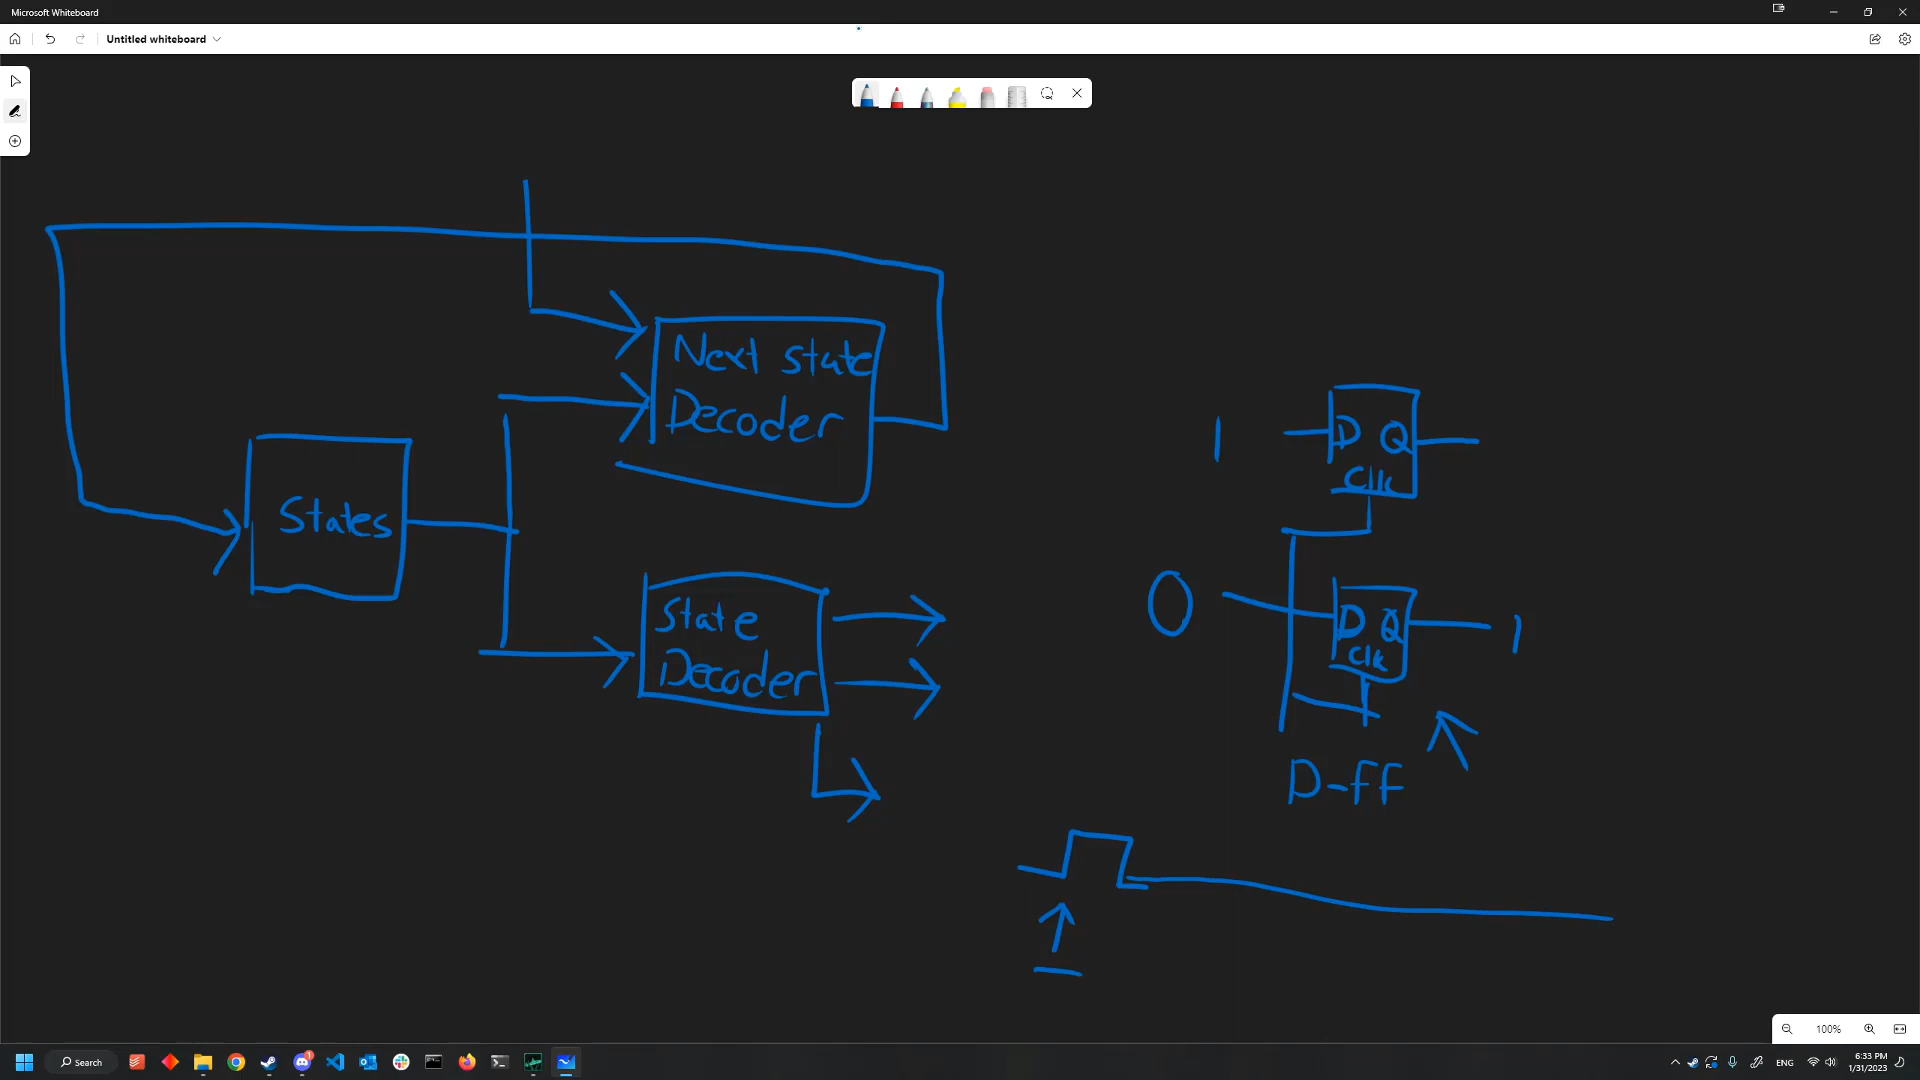 Microsoft Whiteboard
Untitled whiteboard
Next state
Decoder
States
State
Decoder
1
D Q
Clk
0
D Q
Clk
1
D-ff
100%
Search
1
ENG
6:33 PM
1/31/2023